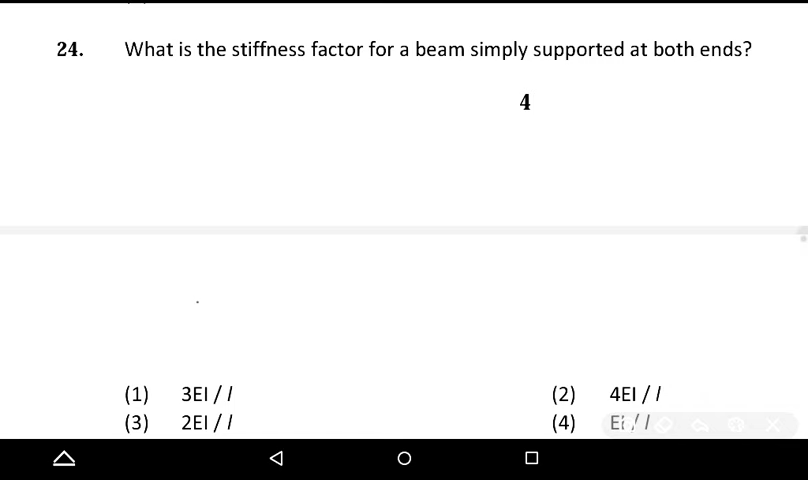 24. What is the stiffness factor for a beam simply supported at both ends?
4
(1) 3EI / l (2) 4EI / l
(3) 2EI / l (4) EI / l